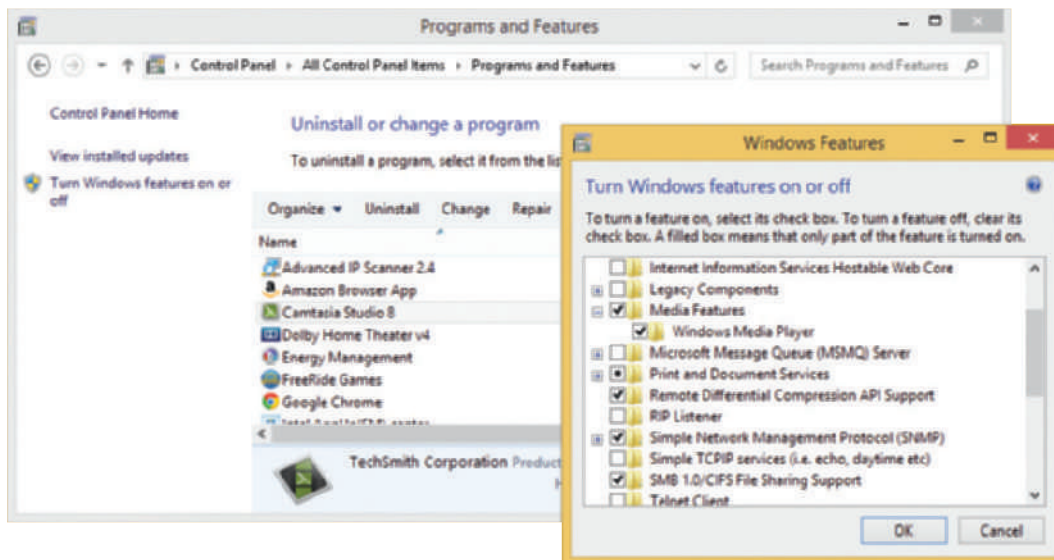 Programs and Features
Control Panel › All Control Panel Items › Programs and Features
Search Programs and Features
Control Panel Home
View installed updates
Turn Windows features on or
off
Uninstall or change a program
To uninstall a program, select it from the lis
Organize
Uninstall
Change
Repair
Name
Advanced IP Scanner 2.4
Amazon Browser App
Camtasia Studio 8
Dolby Home Theater v4
Energy Management
FreeRide Games
Google Chrome
TechSmith Corporation Product
Windows Features
Turn Windows features on or off
To turn a feature on, select its check box. To turn a feature off, clear its
check box. A filled box means that only part of the feature is turned on.
Internet Information Services Hostable Web Core
Legacy Components
Media Features
Windows Media Player
Microsoft Message Queue (MSMQ) Server
Print and Document Services
Remote Differential Compression API Support
RIP Listener
Simple Network Management Protocol (SNMP)
Simple TCPIP services (i.e. echo, daytime etc)
SMB 1.0/CIFS File Sharing Support
Telnet Client
OK
Cancel